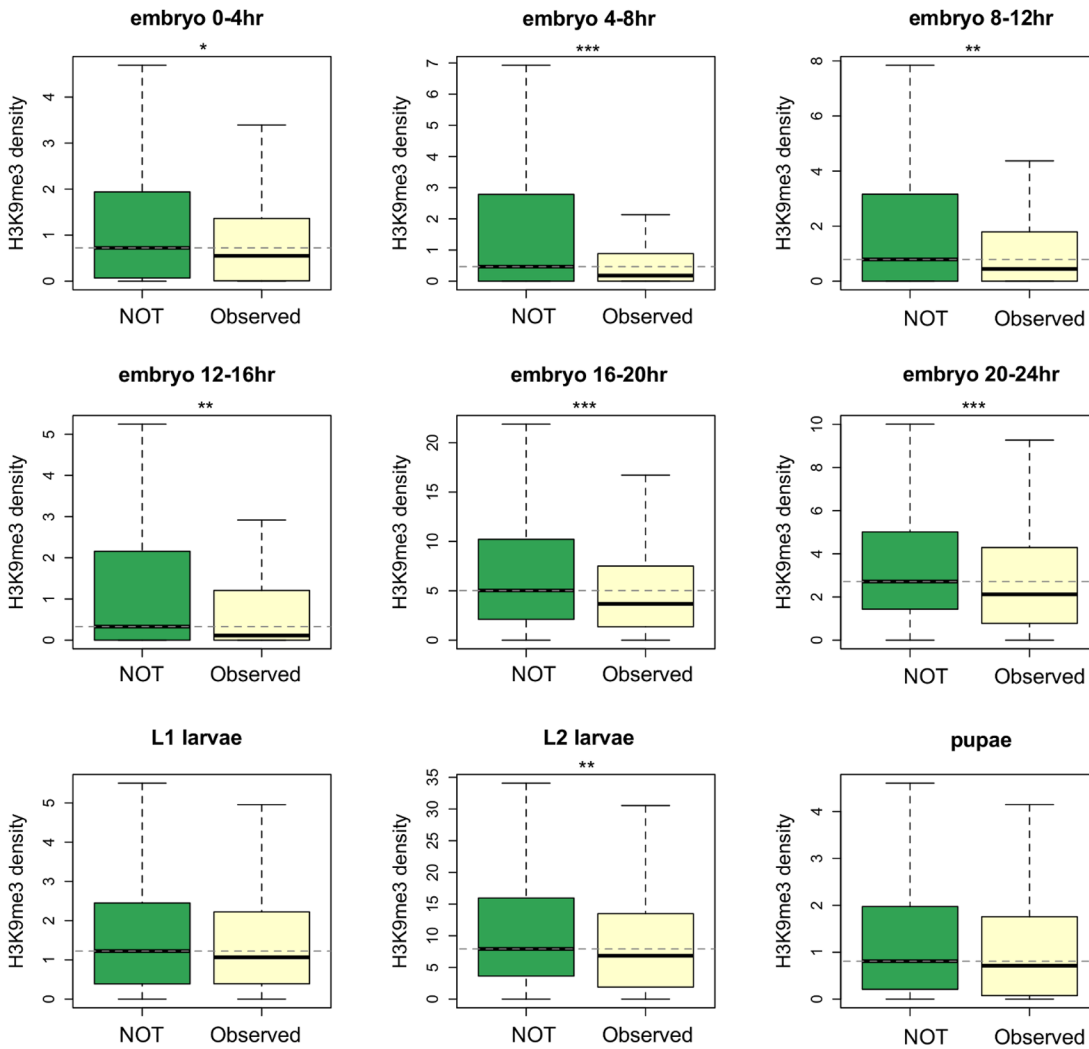 embryo 0-4hr
*
H3K9me3 density
4
3
2
1
0
NOT Observed
embryo 4-8hr
***
H3K9me3 density
7
6
5
4
3
2
1
0
NOT Observed
embryo 8-12hr
**
H3K9me3 density
8
6
4
2
0
NOT Observed
embryo 12-16hr
**
H3K9me3 density
5
4
3
2
1
0
NOT Observed
embryo 16-20hr
***
H3K9me3 density
20
15
10
5
0
NOT Observed
embryo 20-24hr
***
H3K9me3 density
10
8
6
4
2
0
NOT Observed
L1 larvae
H3K9me3 density
5
4
3
2
1
0
NOT Observed
L2 larvae
**
H3K9me3 density
35
30
25
20
15
10
5
0
NOT Observed
pupae
H3K9me3 density
4
3
2
1
0
NOT Observed